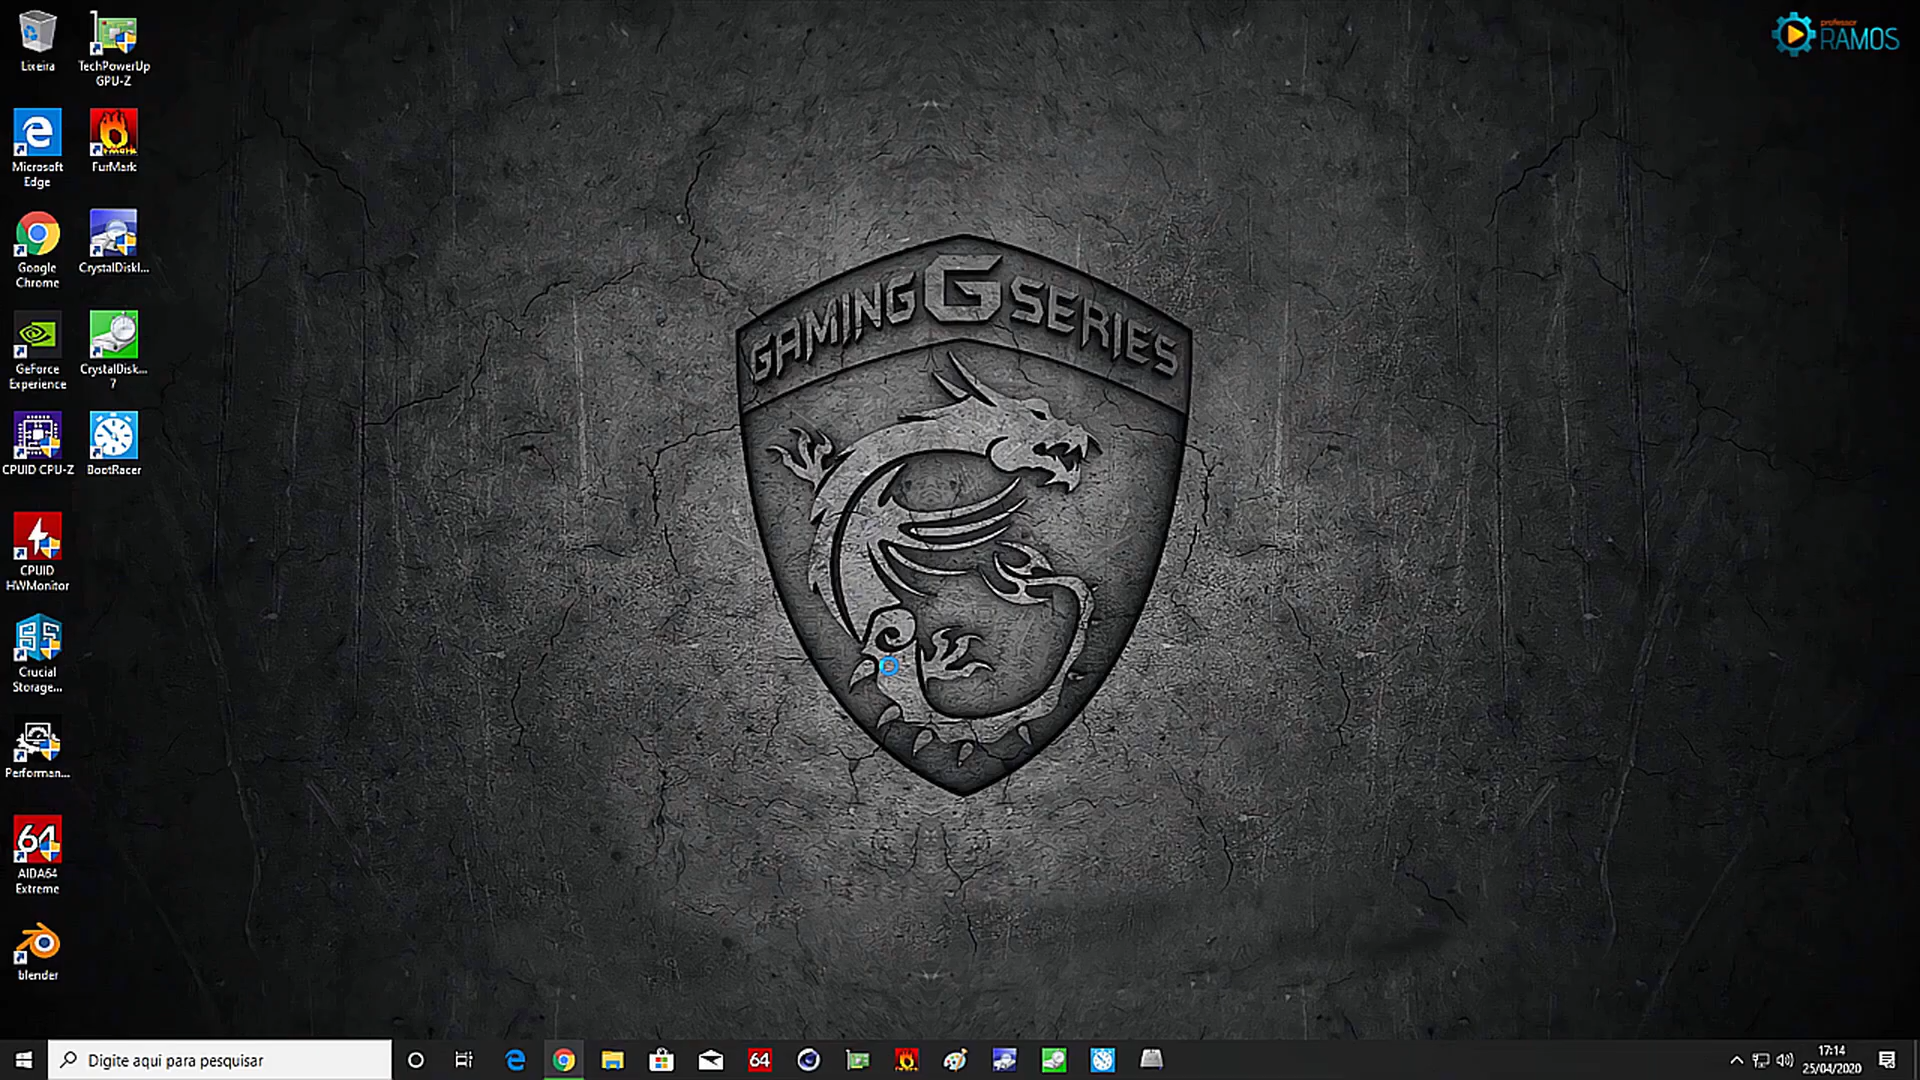 professor
RAMOS
Lixeira
TechPowerUp
GPU-Z
Microsoft
Edge
FurMark
Google
Chrome
CrystalDiskI...
GeForce
Experience
CrystalDisk...
7
CPUID CPU-Z
BootRacer
CPUID
HWMonitor
Crucial
Storage...
Performan...
64
AIDA64
Extreme
blender
GAMING G SERIES
Digite aqui para pesquisar
64
17:14
25/04/2020